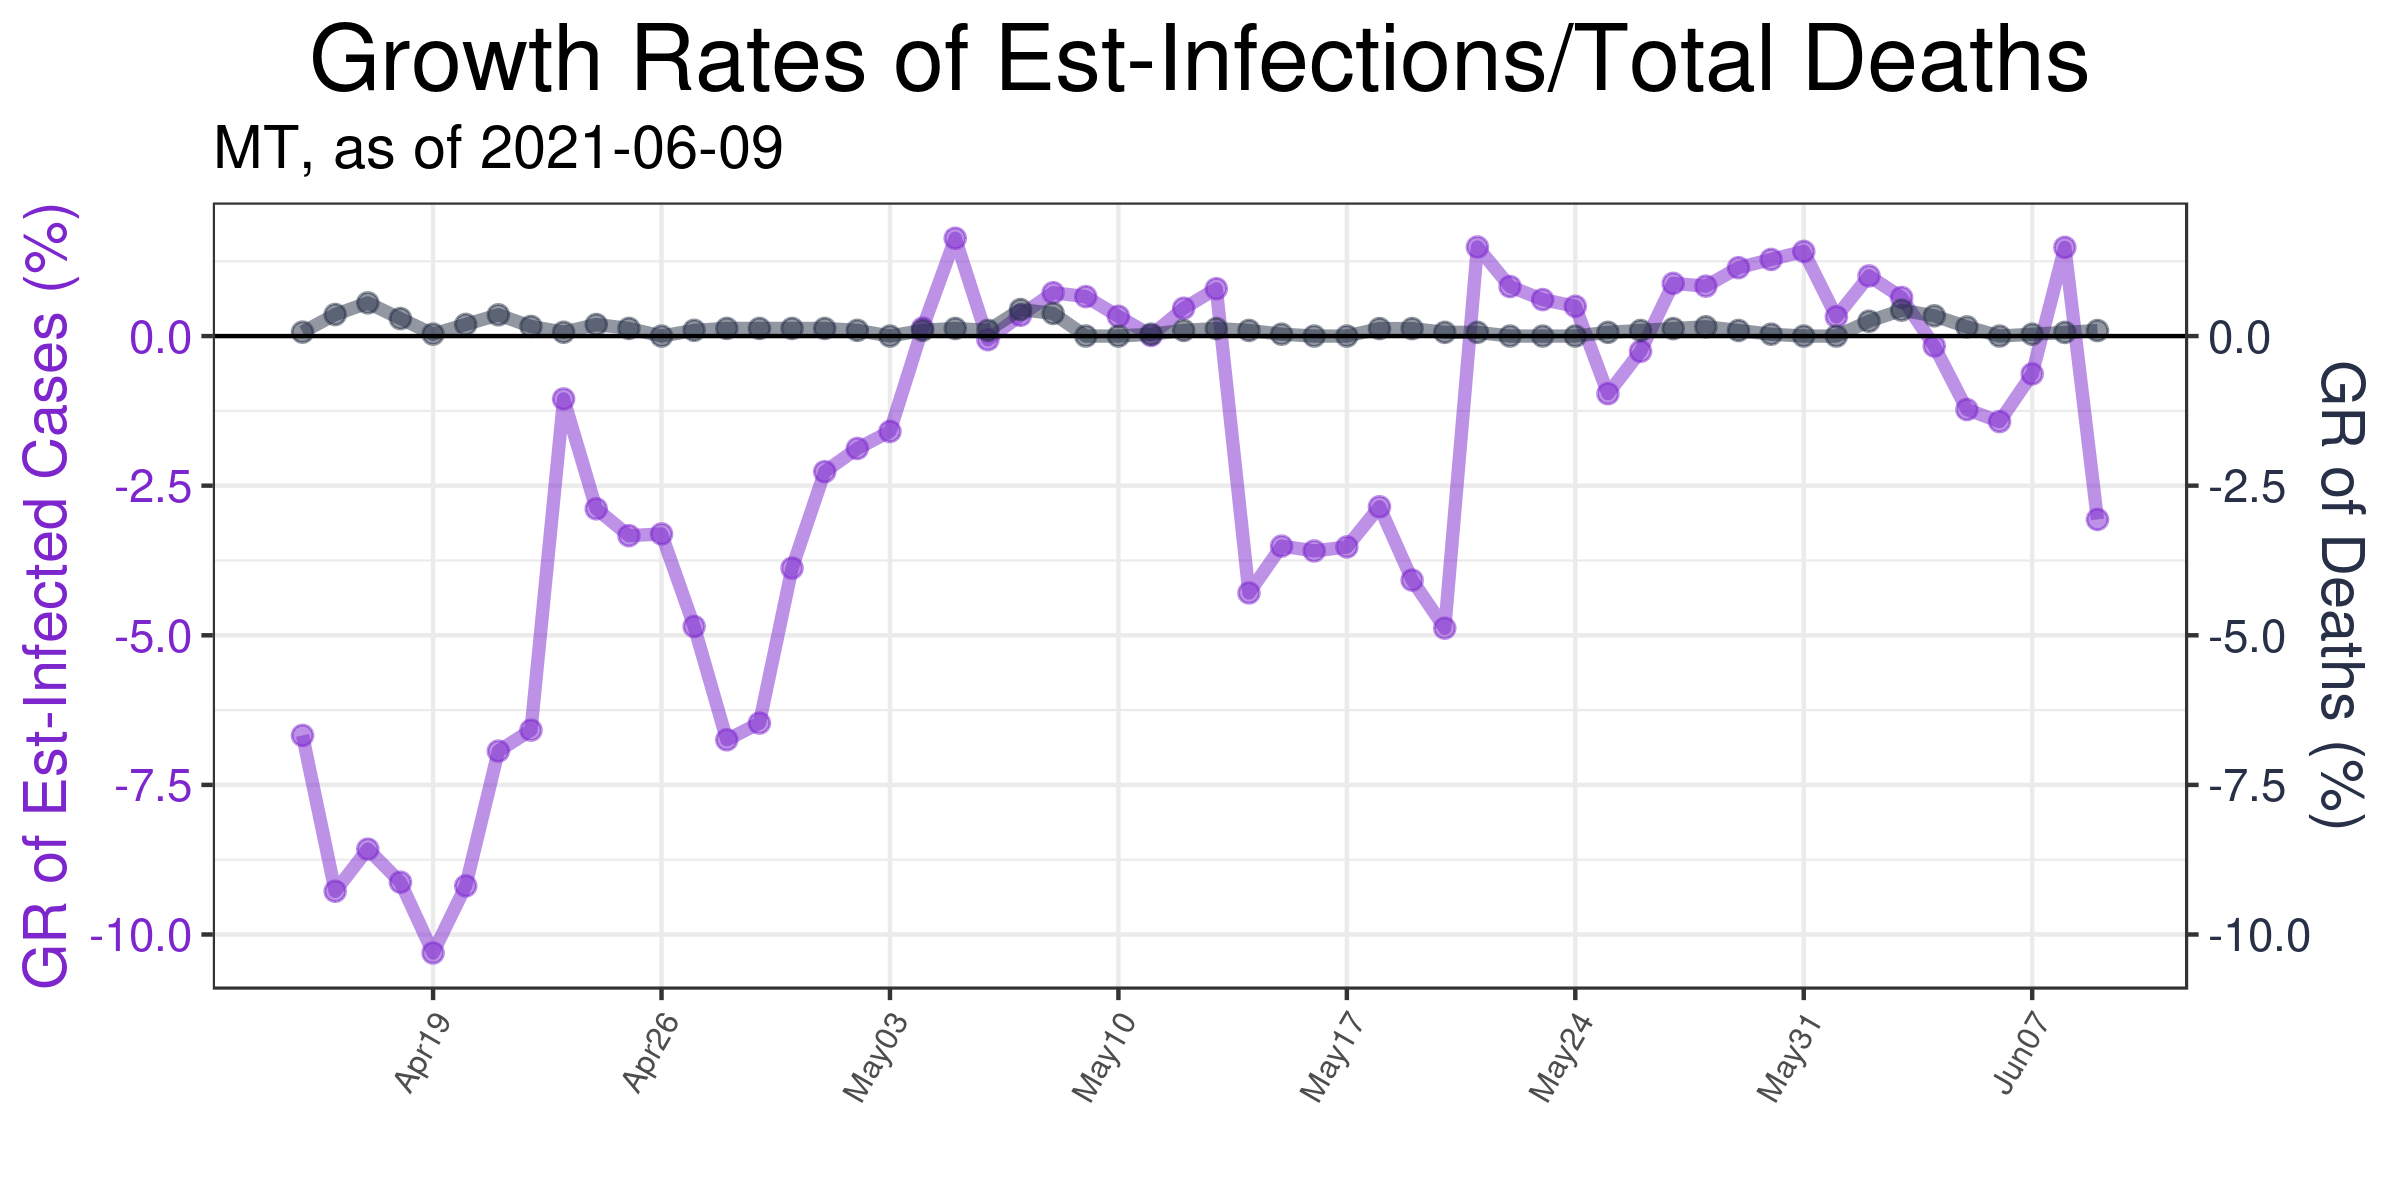 Growth Rates of Est-Infections/Total Deaths
MT, as of 2021-06-09
GR of Est-Infected Cases (%)
0.0
-2.5
-5.0
-7.5
-10.0
0.0
-2.5
-5.0
-7.5
-10.0
GR of Deaths (%)
Apr19
Apr26
May03
May10
May17
May24
May31
Jun07